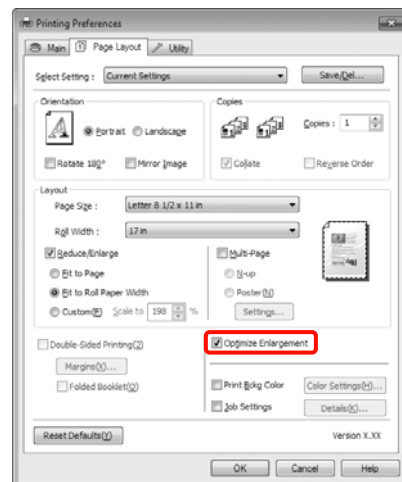 Printing Preferences
Main Page Layout Utility
Select Setting : Current Settings Save/Del...
Orientation
Portrait Landscape
Rotate 180° Mirror Image
Copies
Copies : 1
Collate Reverse Order
Layout
Page Size : Letter 8 1/2 x 11 in
Roll Width : 17 in
Reduce/Enlarge
Fit to Page
Fit to Roll Paper Width
Custom(F) Scale to 198 %
Multi-Page
N-up
Poster(N)
Settings...
Double-Sided Printing(2)
Margins(X)...
Folded Booklet(Q)
Optimize Enlargement
Print Bckg Color Color Settings(H)...
Job Settings Details(K)...
Reset Defaults(Y) Version X.XX
OK Cancel Help